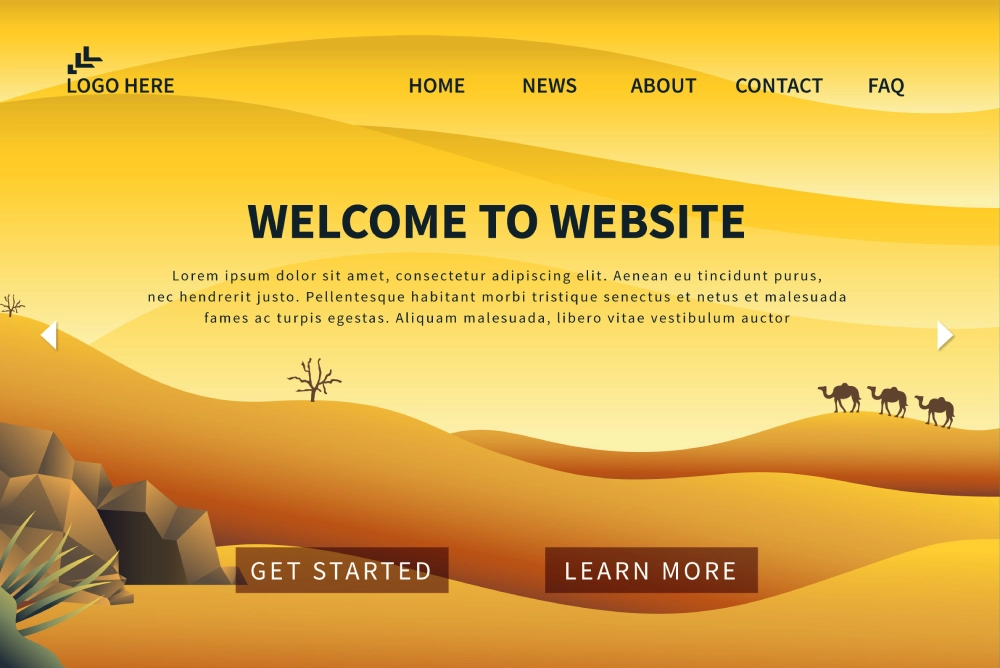 LOGO HERE
HOME NEWS ABOUT CONTACT FAQ
WELCOME TO WEBSITE
Lorem ipsum dolor sit amet, consectetur adipiscing elit. Aenean eu tincidunt purus,
nec hendrerit justo. Pellentesque habitant morbi tristique senectus et netus et malesuada
fames ac turpis egestas. Aliquam malesuada, libero vitae vestibulum auctor
GET STARTED
LEARN MORE